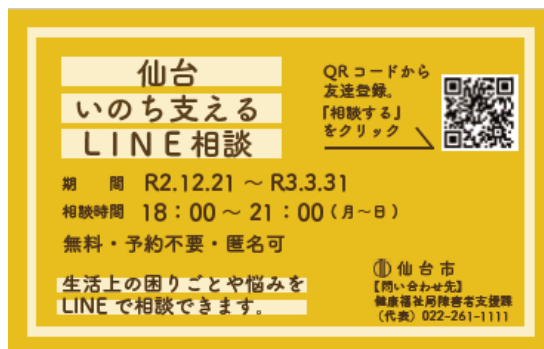 仙台
いのち支える
LINE相談
QRコードから
友達登録。
「相談する」
をクリック
期　間　R2.12.21 ～ R3.3.31
相談時間　18：00 ～ 21：00（月～日）
無料・予約不要・匿名可
生活上の困りごとや悩みを
LINEで相談できます。
仙台市
【問い合わせ先】
健康福祉局障害者支援課
（代表）022-261-1111